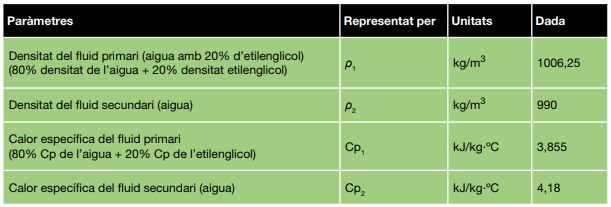 Paràmetres Representat per Unitats Dada
Densitat del fluid primari (aigua amb 20% d'etilenglicol)
(80% densitat de l'aigua + 20% densitat etilenglicol) ρ1 kg/m3 1006,25
Densitat del fluid secundari (aigua) ρ2 kg/m3 990
Calor específica del fluid primari
(80% Cp de l'aigua + 20% Cp de l'etilenglicol) Cp1 kJ/kg·ºC 3,855
Calor específica del fluid secundari (aigua) Cp2 kJ/kg·ºC 4,18